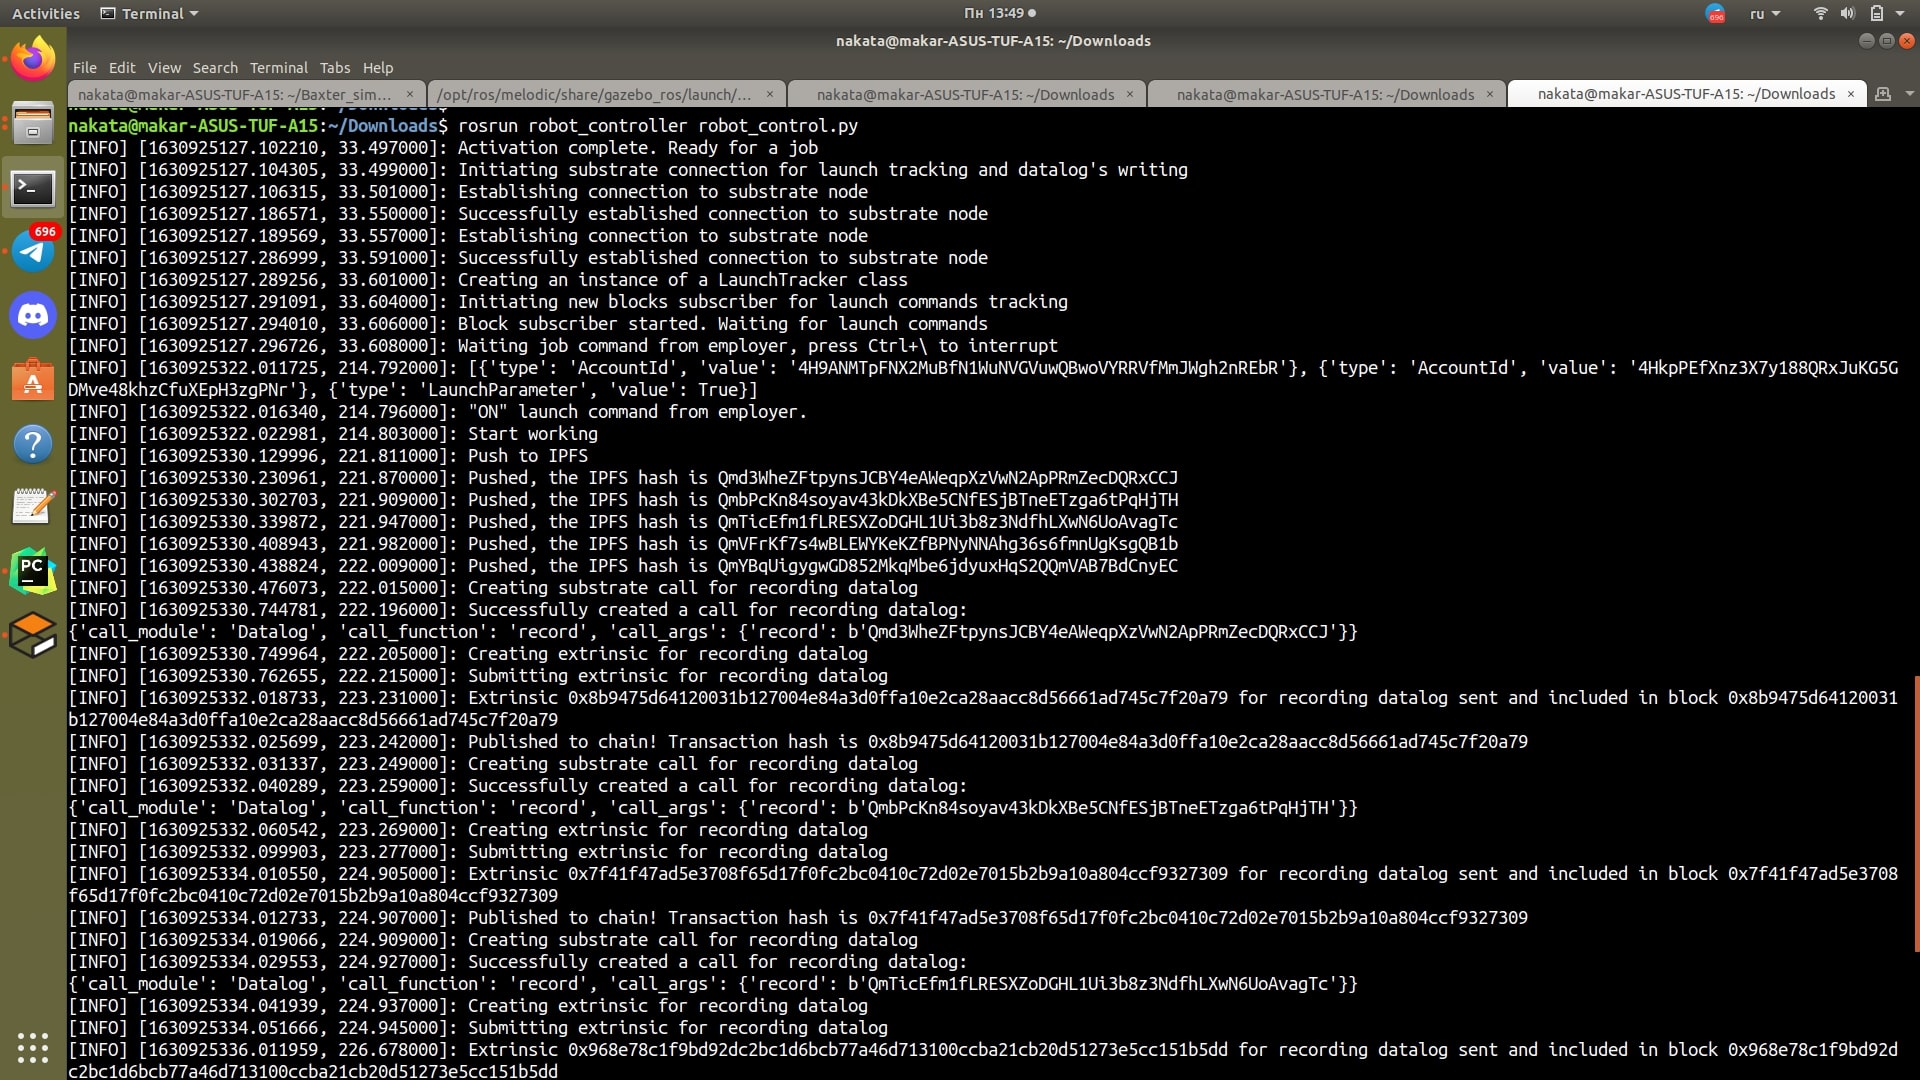 Activities
Terminal
Пн 13:49
696
ru
nakata@makar-ASUS-TUF-A15: ~/Downloads
File Edit View Search Terminal Tabs Help
nakata@makar-ASUS-TUF-A15: ~/Baxter_sim... ×
/opt/ros/melodic/share/gazebo_ros/launch/... ×
nakata@makar-ASUS-TUF-A15: ~/Downloads ×
nakata@makar-ASUS-TUF-A15: ~/Downloads ×
nakata@makar-ASUS-TUF-A15: ~/Downloads ×
696
PC
nakata@makar-ASUS-TUF-A15:~/Downloads$ rosrun robot_controller robot_control.py
[INFO] [1630925127.102210, 33.497000]: Activation complete. Ready for a job
[INFO] [1630925127.104305, 33.499000]: Initiating substrate connection for launch tracking and datalog's writing
[INFO] [1630925127.106315, 33.501000]: Establishing connection to substrate node
[INFO] [1630925127.186571, 33.550000]: Successfully established connection to substrate node
[INFO] [1630925127.189569, 33.557000]: Establishing connection to substrate node
[INFO] [1630925127.286999, 33.591000]: Successfully established connection to substrate node
[INFO] [1630925127.289256, 33.601000]: Creating an instance of a LaunchTracker class
[INFO] [1630925127.291091, 33.604000]: Initiating new blocks subscriber for launch commands tracking
[INFO] [1630925127.294010, 33.606000]: Block subscriber started. Waiting for launch commands
[INFO] [1630925127.296726, 33.608000]: Waiting job command from employer, press Ctrl+\ to interrupt
[INFO] [1630925322.011725, 214.792000]: [{'type': 'AccountId', 'value': '4H9ANMTpFNX2MuBfN1WuNVGVuwQBwoVYRRVfMmJWgh2nREbR'}, {'type': 'AccountId', 'value': '4HkpPEfXnz3X7y188QRxJuKG5G
DMve48khzCfuXEpH3zgPNr'}, {'type': 'LaunchParameter', 'value': True}]
[INFO] [1630925322.016340, 214.796000]: "ON" launch command from employer.
[INFO] [1630925322.022981, 214.803000]: Start working
[INFO] [1630925330.129996, 221.811000]: Push to IPFS
[INFO] [1630925330.230961, 221.870000]: Pushed, the IPFS hash is Qmd3WheZFtpynsJCBY4eAWeqpXzVwN2ApPRmZecDQRxCCJ
[INFO] [1630925330.302703, 221.909000]: Pushed, the IPFS hash is QmbPcKn84soyav43kDkXBe5CNfESjBTneETzga6tPqHjTH
[INFO] [1630925330.339872, 221.947000]: Pushed, the IPFS hash is QmTicEfm1fLRESXZoDGHL1Ui3b8z3NdfhLXwN6UoAvagTc
[INFO] [1630925330.408943, 221.982000]: Pushed, the IPFS hash is QmVFrKf7s4wBLEWYKeKZfBPNyNNAhg36s6fmnUgKsgQB1b
[INFO] [1630925330.438824, 222.009000]: Pushed, the IPFS hash is QmYBqUigygwGD852MkqMbe6jdyuxHqS2QQmVAB7BdCnyEC
[INFO] [1630925330.476073, 222.015000]: Creating substrate call for recording datalog
[INFO] [1630925330.744781, 222.196000]: Successfully created a call for recording datalog:
{'call_module': 'Datalog', 'call_function': 'record', 'call_args': {'record': b'Qmd3WheZFtpynsJCBY4eAWeqpXzVwN2ApPRmZecDQRxCCJ'}}
[INFO] [1630925330.749964, 222.205000]: Creating extrinsic for recording datalog
[INFO] [1630925330.762655, 222.215000]: Submitting extrinsic for recording datalog
[INFO] [1630925332.018733, 223.231000]: Extrinsic 0x8b9475d64120031b127004e84a3d0ffa10e2ca28aacc8d56661ad745c7f20a79 for recording datalog sent and included in block 0x8b9475d64120031
b127004e84a3d0ffa10e2ca28aacc8d56661ad745c7f20a79
[INFO] [1630925332.025699, 223.242000]: Published to chain! Transaction hash is 0x8b9475d64120031b127004e84a3d0ffa10e2ca28aacc8d56661ad745c7f20a79
[INFO] [1630925332.031337, 223.249000]: Creating substrate call for recording datalog
[INFO] [1630925332.040289, 223.259000]: Successfully created a call for recording datalog:
{'call_module': 'Datalog', 'call_function': 'record', 'call_args': {'record': b'QmbPcKn84soyav43kDkXBe5CNfESjBTneETzga6tPqHjTH'}}
[INFO] [1630925332.060542, 223.269000]: Creating extrinsic for recording datalog
[INFO] [1630925332.099903, 223.277000]: Submitting extrinsic for recording datalog
[INFO] [1630925334.010550, 224.905000]: Extrinsic 0x7f41f47ad5e3708f65d17f0fc2bc0410c72d02e7015b2b9a10a804ccf9327309 for recording datalog sent and included in block 0x7f41f47ad5e3708
f65d17f0fc2bc0410c72d02e7015b2b9a10a804ccf9327309
[INFO] [1630925334.012733, 224.907000]: Published to chain! Transaction hash is 0x7f41f47ad5e3708f65d17f0fc2bc0410c72d02e7015b2b9a10a804ccf9327309
[INFO] [1630925334.019066, 224.909000]: Creating substrate call for recording datalog
[INFO] [1630925334.029553, 224.927000]: Successfully created a call for recording datalog:
{'call_module': 'Datalog', 'call_function': 'record', 'call_args': {'record': b'QmTicEfm1fLRESXZoDGHL1Ui3b8z3NdfhLXwN6UoAvagTc'}}
[INFO] [1630925334.041939, 224.937000]: Creating extrinsic for recording datalog
[INFO] [1630925334.051666, 224.945000]: Submitting extrinsic for recording datalog
[INFO] [1630925336.011959, 226.678000]: Extrinsic 0x968e78c1f9bd92dc2bc1d6bcb77a46d713100ccba21cb20d51273e5cc151b5dd for recording datalog sent and included in block 0x968e78c1f9bd92d
c2bc1d6bcb77a46d713100ccba21cb20d51273e5cc151b5dd